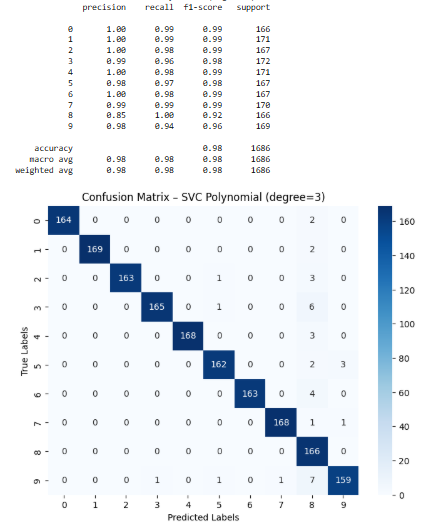 precision recall f1-score support
0 1.00 0.99 0.99 166
1 1.00 0.99 0.99 171
2 1.00 0.98 0.99 167
3 0.99 0.96 0.98 172
4 1.00 0.98 0.99 171
5 0.98 0.97 0.98 167
6 1.00 0.98 0.99 167
7 0.99 0.99 0.99 170
8 0.85 1.00 0.92 166
9 0.98 0.94 0.96 169
accuracy 0.98 1686
macro avg 0.98 0.98 0.98 1686
weighted avg 0.98 0.98 0.98 1686
Confusion Matrix – SVC Polynomial (degree=3)
True Labels
0 164 0 0 0 0 0 0 0 2 0
1 0 169 0 0 0 0 0 0 2 0
2 0 0 163 0 0 1 0 0 3 0
3 0 0 0 165 0 1 0 0 6 0
4 0 0 0 0 168 0 0 0 3 0
5 0 0 0 0 0 162 0 0 2 3
6 0 0 0 0 0 0 163 0 4 0
7 0 0 0 0 0 0 0 168 1 1
8 0 0 0 0 0 0 0 0 166 0
9 0 0 0 1 0 1 0 1 7 159
0 1 2 3 4 5 6 7 8 9
Predicted Labels
160
140
120
100
80
60
40
20
0